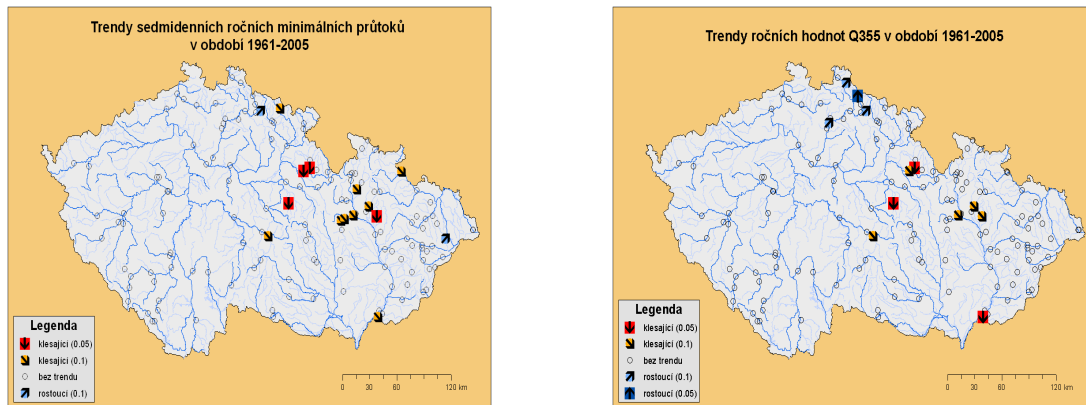 Trendy sedmidenních ročních minimálních průtoků
v období 1961-2005
Legenda
klesající (0.05)
klesající (0.1)
bez trendu
rostoucí (0.1)
0 30 60 120 km
Trendy ročních hodnot Q355 v období 1961-2005
Legenda
klesající (0.05)
klesající (0.1)
bez trendu
rostoucí (0.1)
rostoucí (0.05)
0 30 60 120 km